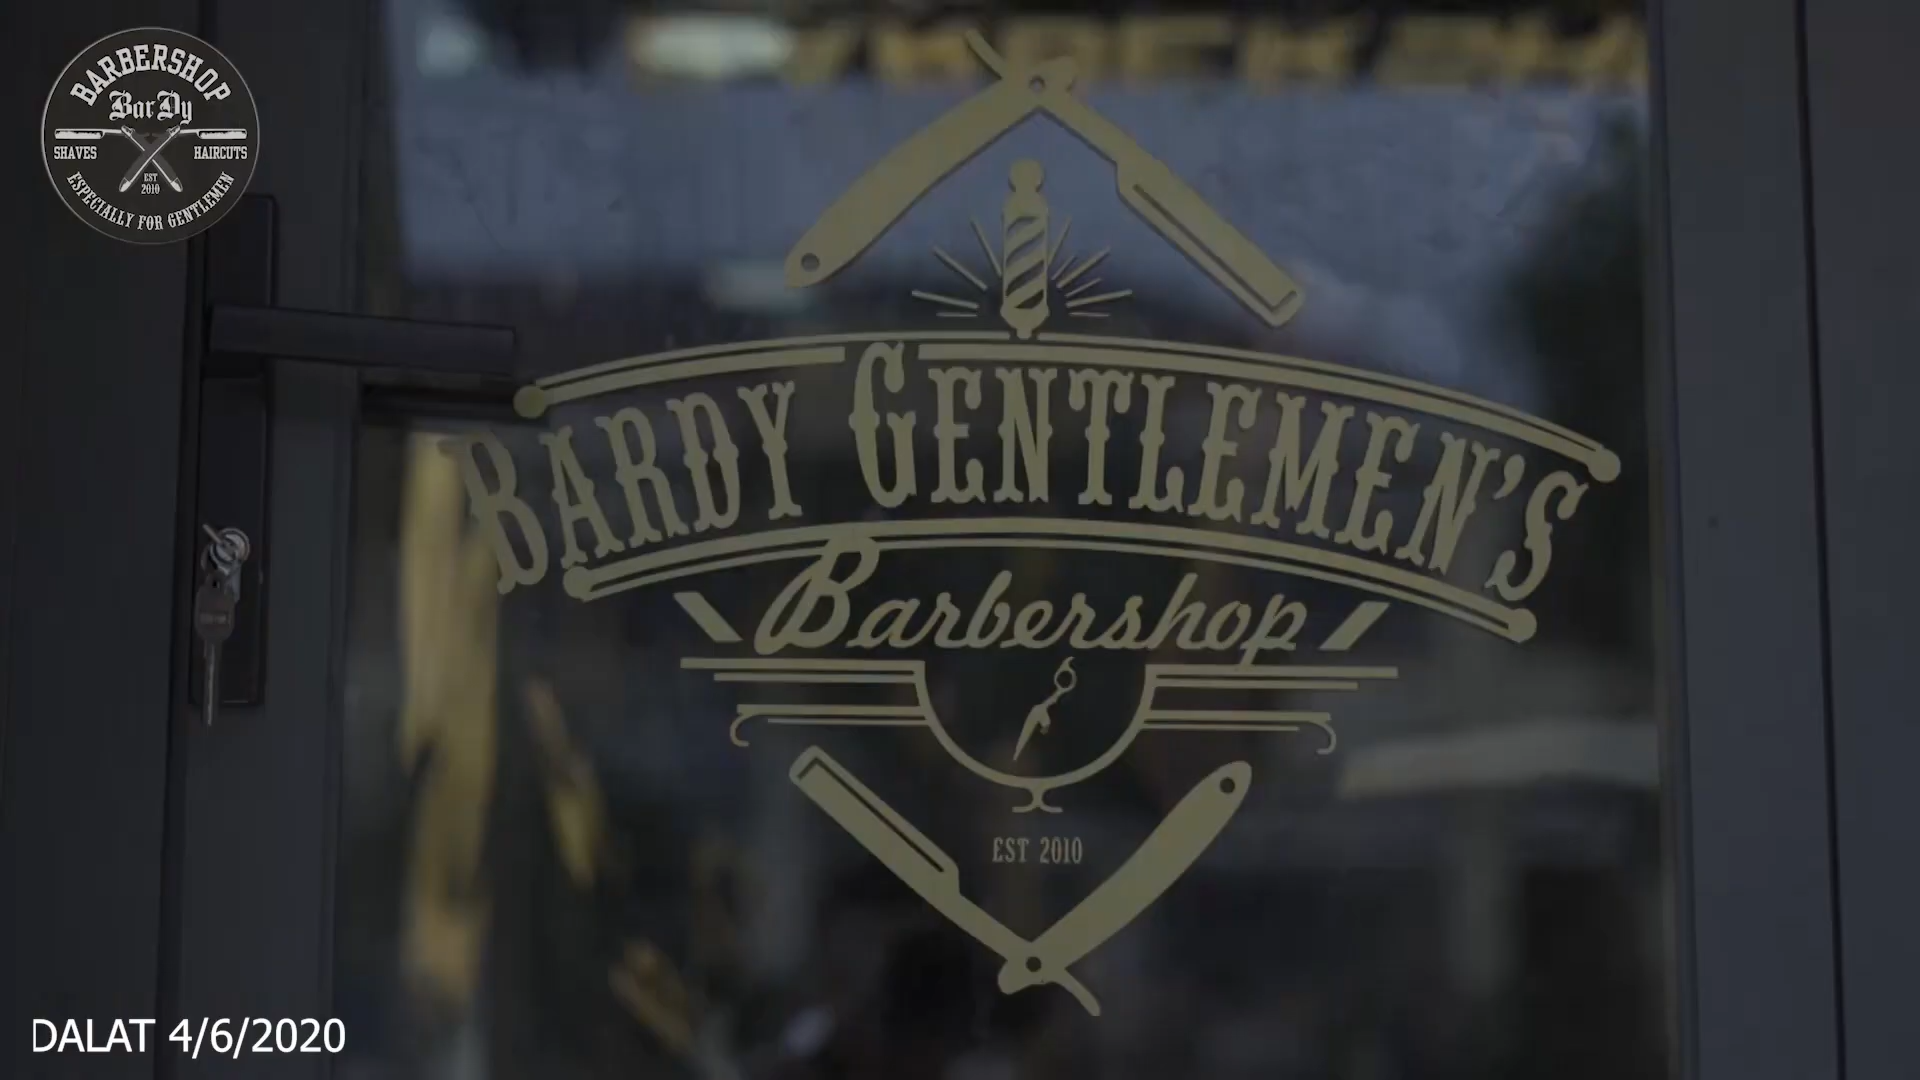 BARBERSHOP
BarDy
SHAVES HAIRCUTS
EST
2010
ESPECIALLY FOR GENTLEMEN
BARDY GENTLEMEN'S
Barbershop
EST 2010
DALAT 4/6/2020